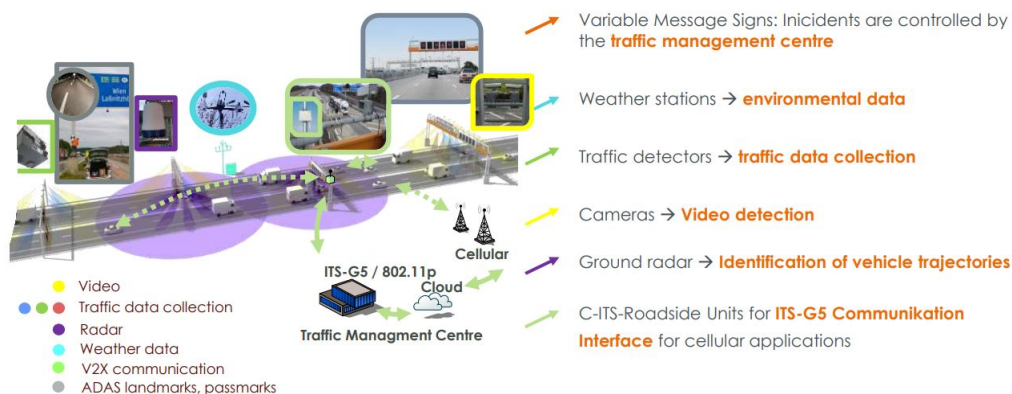 Wien
Laßnitzhö
Cellular
ITS-G5 / 802.11p
Cloud
Traffic Managment Centre
Video
Traffic data collection
Radar
Weather data
V2X communication
ADAS landmarks, passmarks
Variable Message Signs: Inicidents are controlled by
the traffic management centre
Weather stations → environmental data
Traffic detectors → traffic data collection
Cameras → Video detection
Ground radar → Identification of vehicle trajectories
C-ITS-Roadside Units for ITS-G5 Communikation
Interface for cellular applications